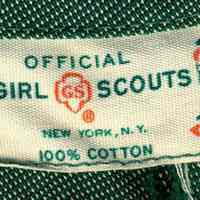 OFFICIAL
GIRL GS SCOUTS
®
NEW YORK, N.Y.
100% COTTON